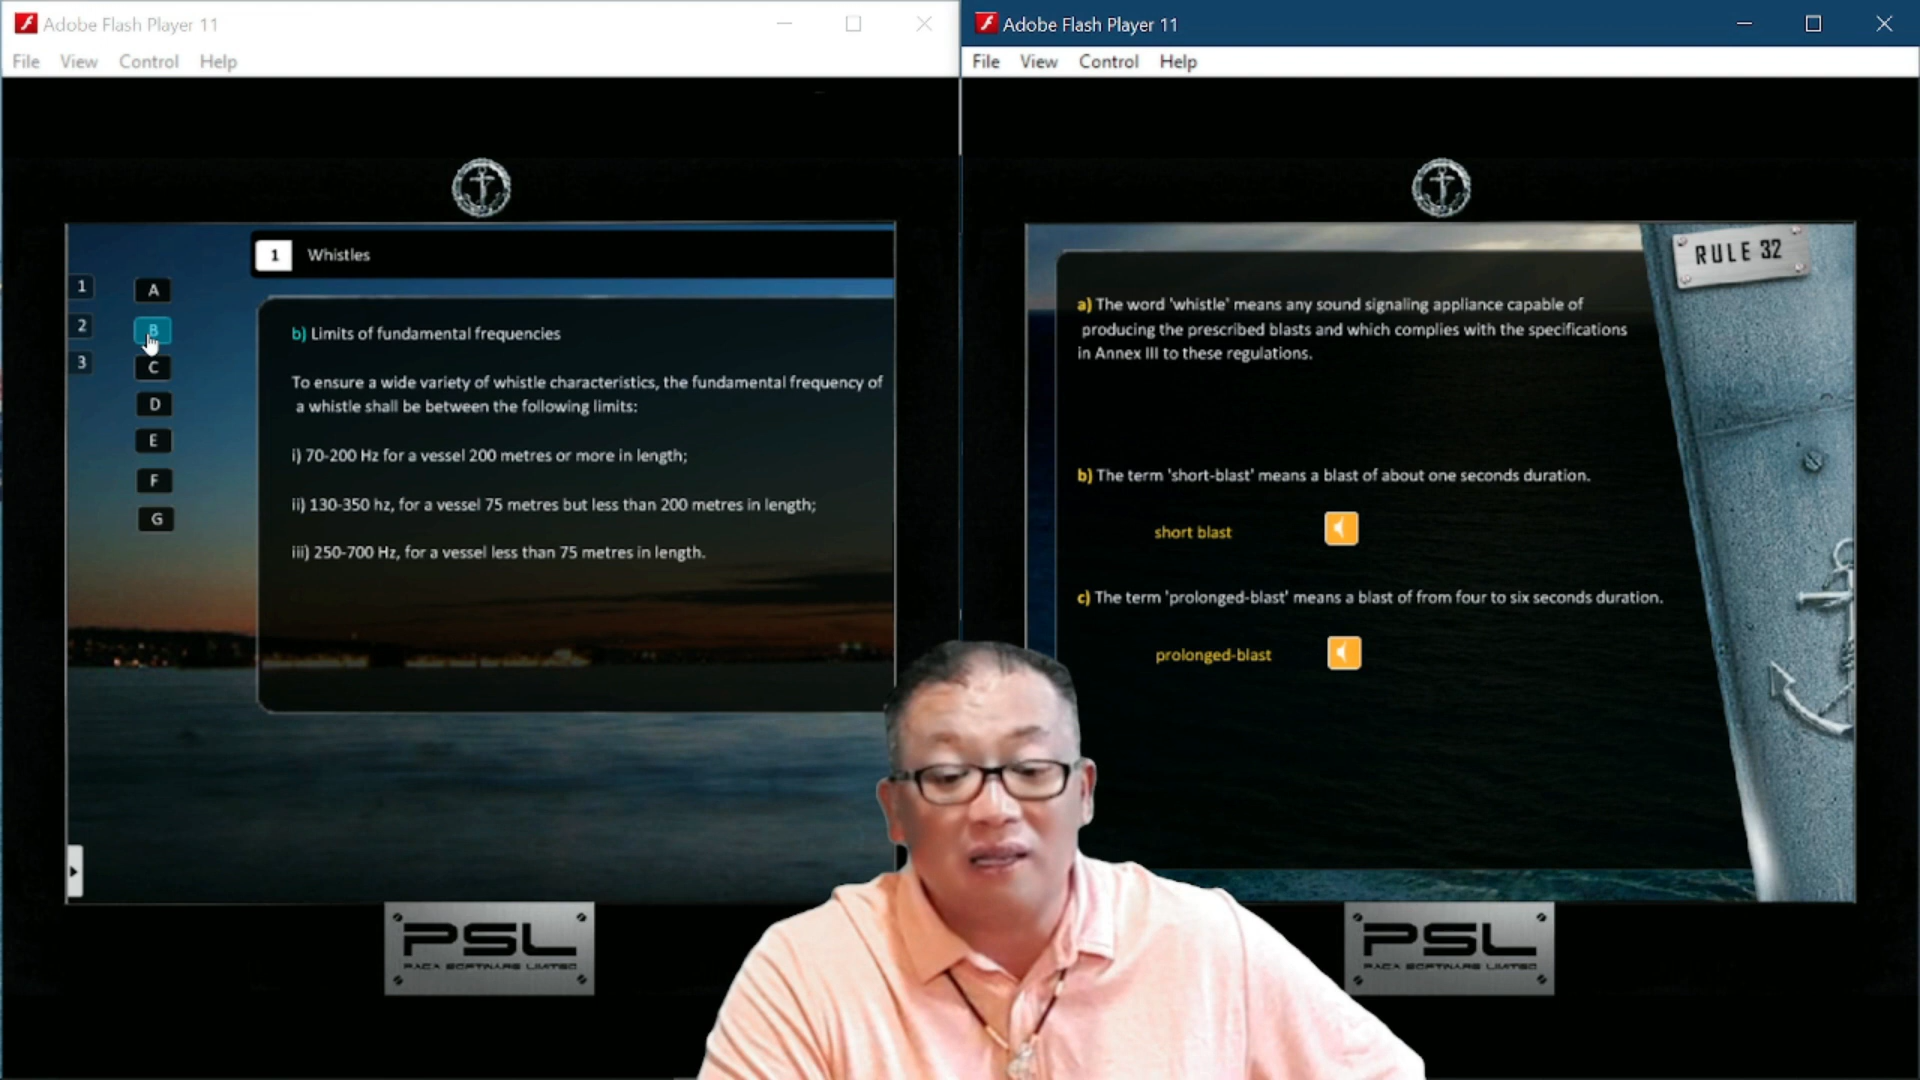 Adobe Flash Player 11
File View Control Help
1 Whistles
1
2
3
A
B
C
D
E
F
G
b) Limits of fundamental frequencies
To ensure a wide variety of whistle characteristics, the fundamental frequency of
a whistle shall be between the following limits:
i) 70-200 Hz for a vessel 200 metres or more in length;
ii) 130-350 hz, for a vessel 75 metres but less than 200 metres in length;
iii) 250-700 Hz, for a vessel less than 75 metres in length.
PSL
PACA SOFTWARE LIMITED
Adobe Flash Player 11
File View Control Help
RULE 32
a) The word 'whistle' means any sound signaling appliance capable of
producing the prescribed blasts and which complies with the specifications
in Annex III to these regulations.
b) The term 'short-blast' means a blast of about one seconds duration.
short blast
c) The term 'prolonged-blast' means a blast of from four to six seconds duration.
prolonged-blast
PSL
PACA SOFTWARE LIMITED